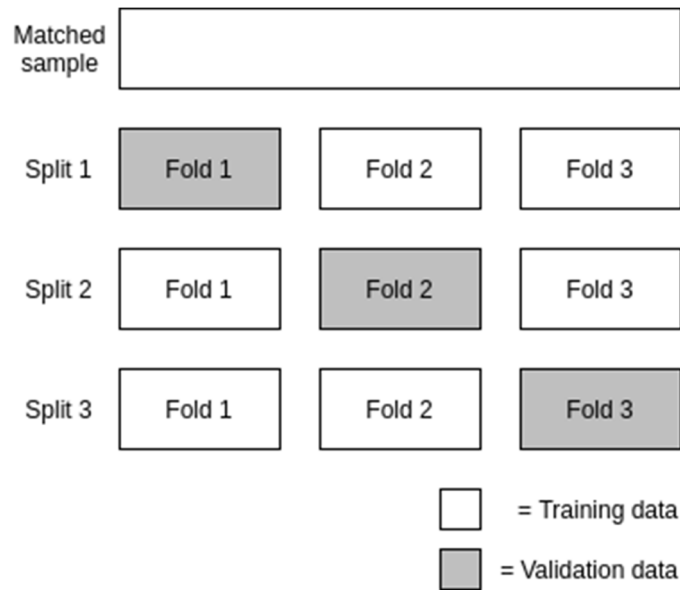 Matched
sample
Split 1 Fold 1 Fold 2 Fold 3
Split 2 Fold 1 Fold 2 Fold 3
Split 3 Fold 1 Fold 2 Fold 3
= Training data
= Validation data